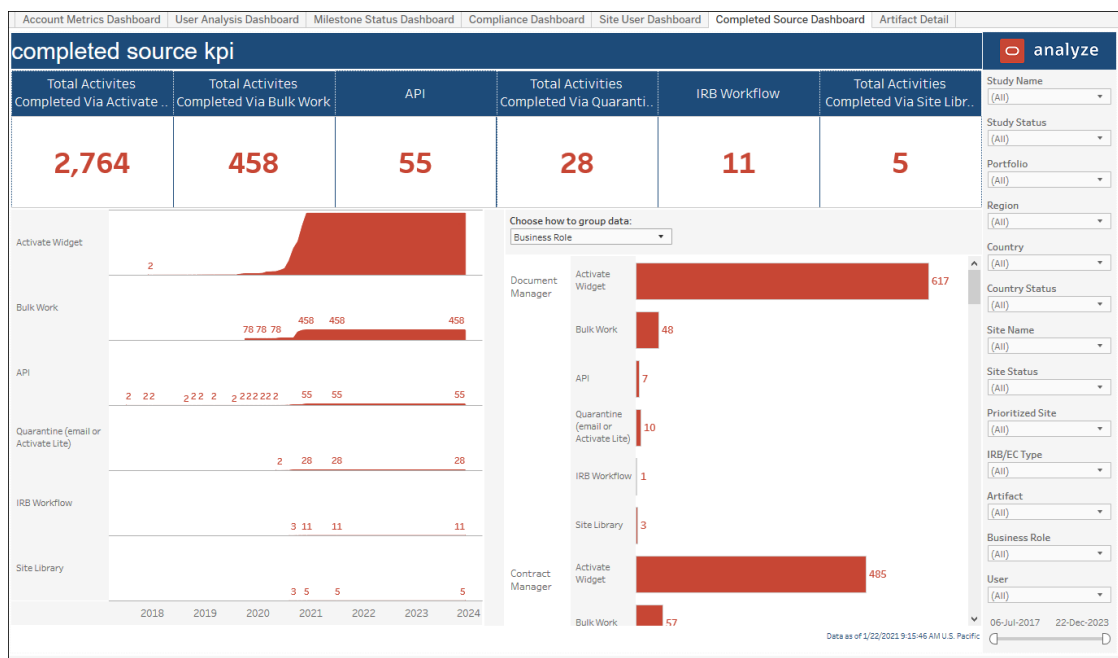 Account Metrics Dashboard
User Analysis Dashboard
Milestone Status Dashboard
Compliance Dashboard
Site User Dashboard
Completed Source Dashboard
Artifact Detail
completed source kpi
analyze
Total Activites
Completed Via Activate ..
Total Activities
Completed Via Bulk Work
API
Total Activities
Completed Via Quaranti..
IRB Workflow
Total Activities
Completed Via Site Libr..
2,764
458
55
28
11
5
Activate Widget
2
Bulk Work
78 78 78 458 458 458
API
2 2 2 2 2 2 2 2 2 2 2 2 2 2 55 55 55
Quarantine (email or
Activate Lite)
2 28 28 28
IRB Workflow
3 11 11 11
Site Library
3 5 5 5
2018 2019 2020 2021 2022 2023 2024
Choose how to group data:
Business Role
Document
Manager
Activate
Widget
617
Bulk Work
48
API
7
Quarantine
(email or
Activate Lite)
10
IRB Workflow
1
Site Library
3
Contract
Manager
Activate
Widget
485
Bulk Work
57
Data as of 1/22/2021 9:15:46 AM U.S. Pacific
Study Name
(All)
Study Status
(All)
Portfolio
(All)
Region
(All)
Country
(All)
Country Status
(All)
Site Name
(All)
Site Status
(All)
Prioritized Site
(All)
IRB/EC Type
(All)
Artifact
(All)
Business Role
(All)
User
(All)
06-Jul-2017 22-Dec-2023